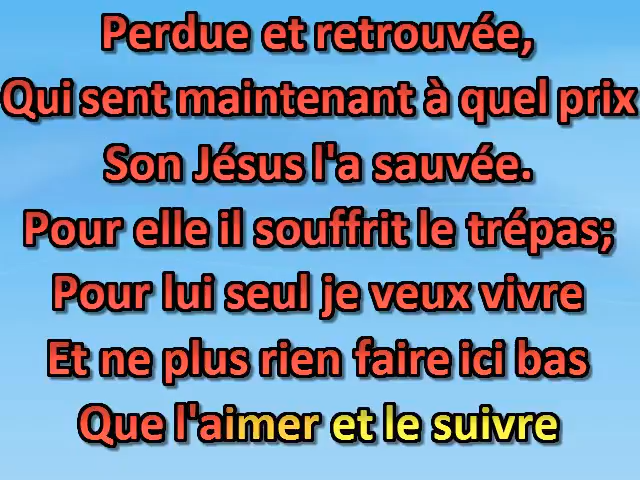 Perdue et retrouvée,
Qui sent maintenant à quel prix
Son Jésus l'a sauvée.
Pour elle il souffrit le trépas;
Pour lui seul je veux vivre
Et ne plus rien faire ici bas
Que l'aimer et le suivre